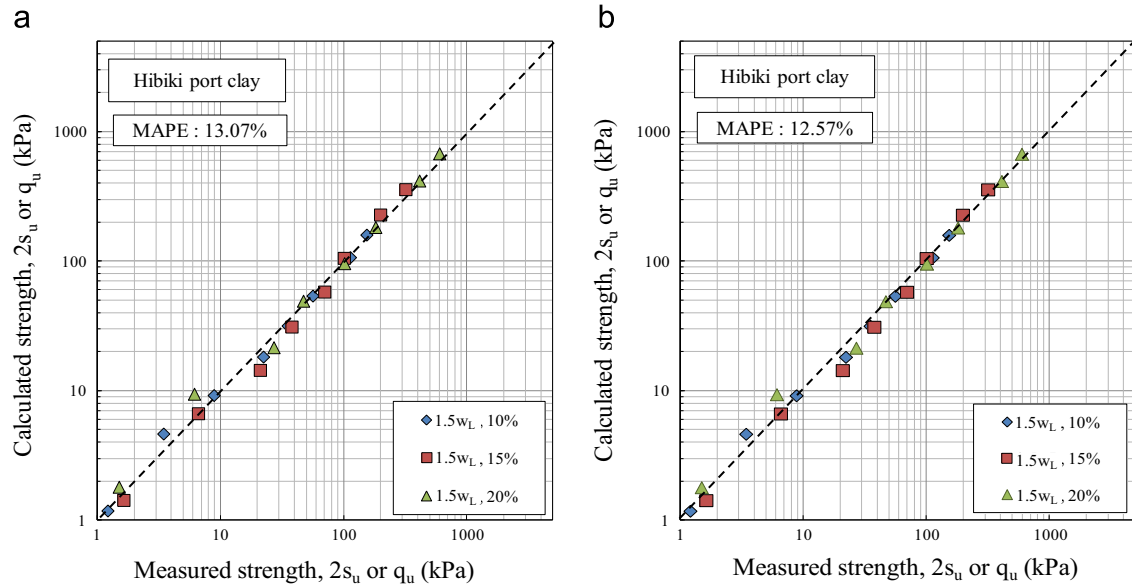 a
Hibiki port clay
MAPE : 13.07%
Calculated strength, 2su or qu (kPa)
1000
100
10
1
1.5wL , 10%
1.5wL , 15%
1.5wL , 20%
1
10
100
1000
Measured strength, 2su or qu (kPa)
b
Hibiki port clay
MAPE : 12.57%
Calculated strength, 2su or qu (kPa)
1000
100
10
1
1.5wL , 10%
1.5wL , 15%
1.5wL , 20%
1
10
100
1000
Measured strength, 2su or qu (kPa)